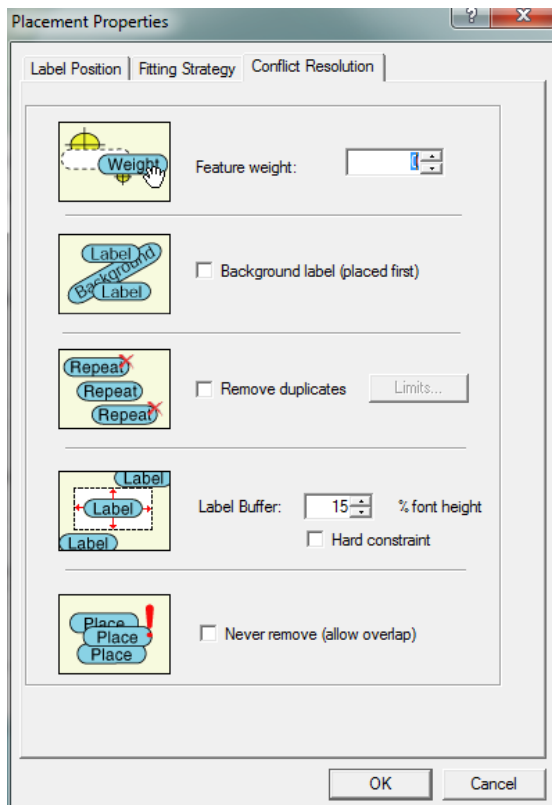 Placement Properties
?
X
Label Position
Fitting Strategy
Conflict Resolution
Weight
Feature weight:
Label
Background
Label
Background label (placed first)
Repeat
Repeat
Repeat
Remove duplicates
Limits...
Label
Label
Label
Label Buffer:
15
% font height
Hard constraint
Place
Place
Place
!
Never remove (allow overlap)
OK
Cancel